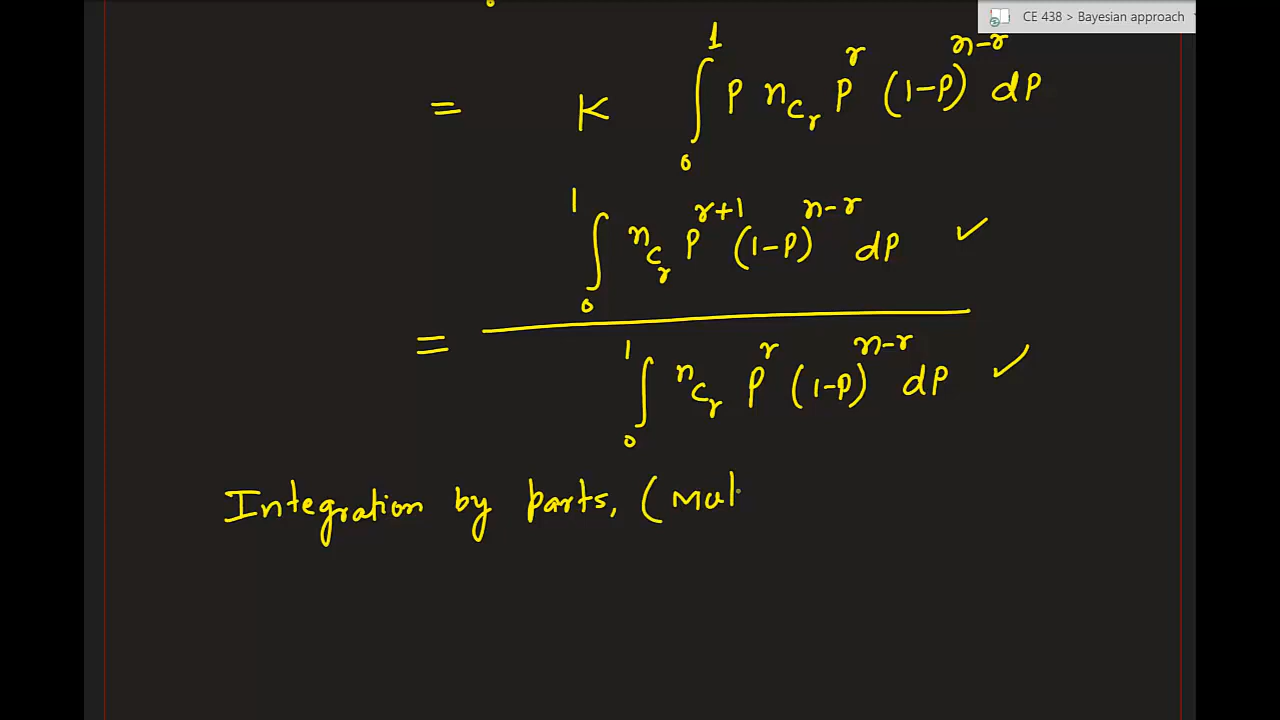 CE 438 > Bayesian approach
= K ∫₀¹ P nCᵣ Pʳ (1-P)ⁿ⁻ʳ dP
∫₀¹ nCᵣ Pʳ⁺¹ (1-P)ⁿ⁻ʳ dP ✓
=
∫₀¹ nCᵣ Pʳ (1-P)ⁿ⁻ʳ dP ✓
Integration by parts, (Mul